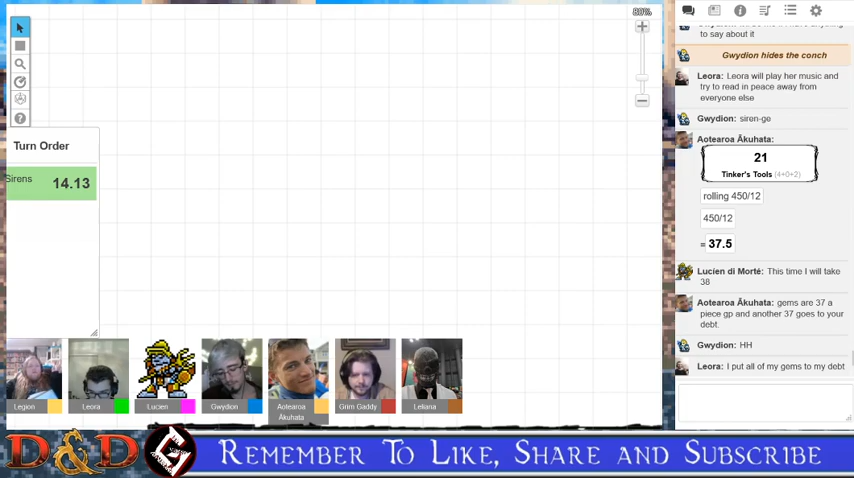 80%
Turn Order
Sirens 14.13
to say about it
Gwydion hides the conch
Leora: Leora will play her music and
try to read in peace away from
everyone else
Gwydion: siren-ge
Aotearoa Ākuhata:
21
Tinker's Tools (4+0+2)
rolling 450/12
450/12
= 37.5
Lucien di Morté: This time I will take
38
Aotearoa Ākuhata: gems are 37 a
piece gp and another 37 goes to your
debt.
Gwydion: HH
Leora: I put all of my gems to my debt
Legion
Leora
Lucien
Gwydion
Aotearoa
Ākuhata
Grim Gaddy
Leliana
D&D
Remember To Like, Share and Subscribe